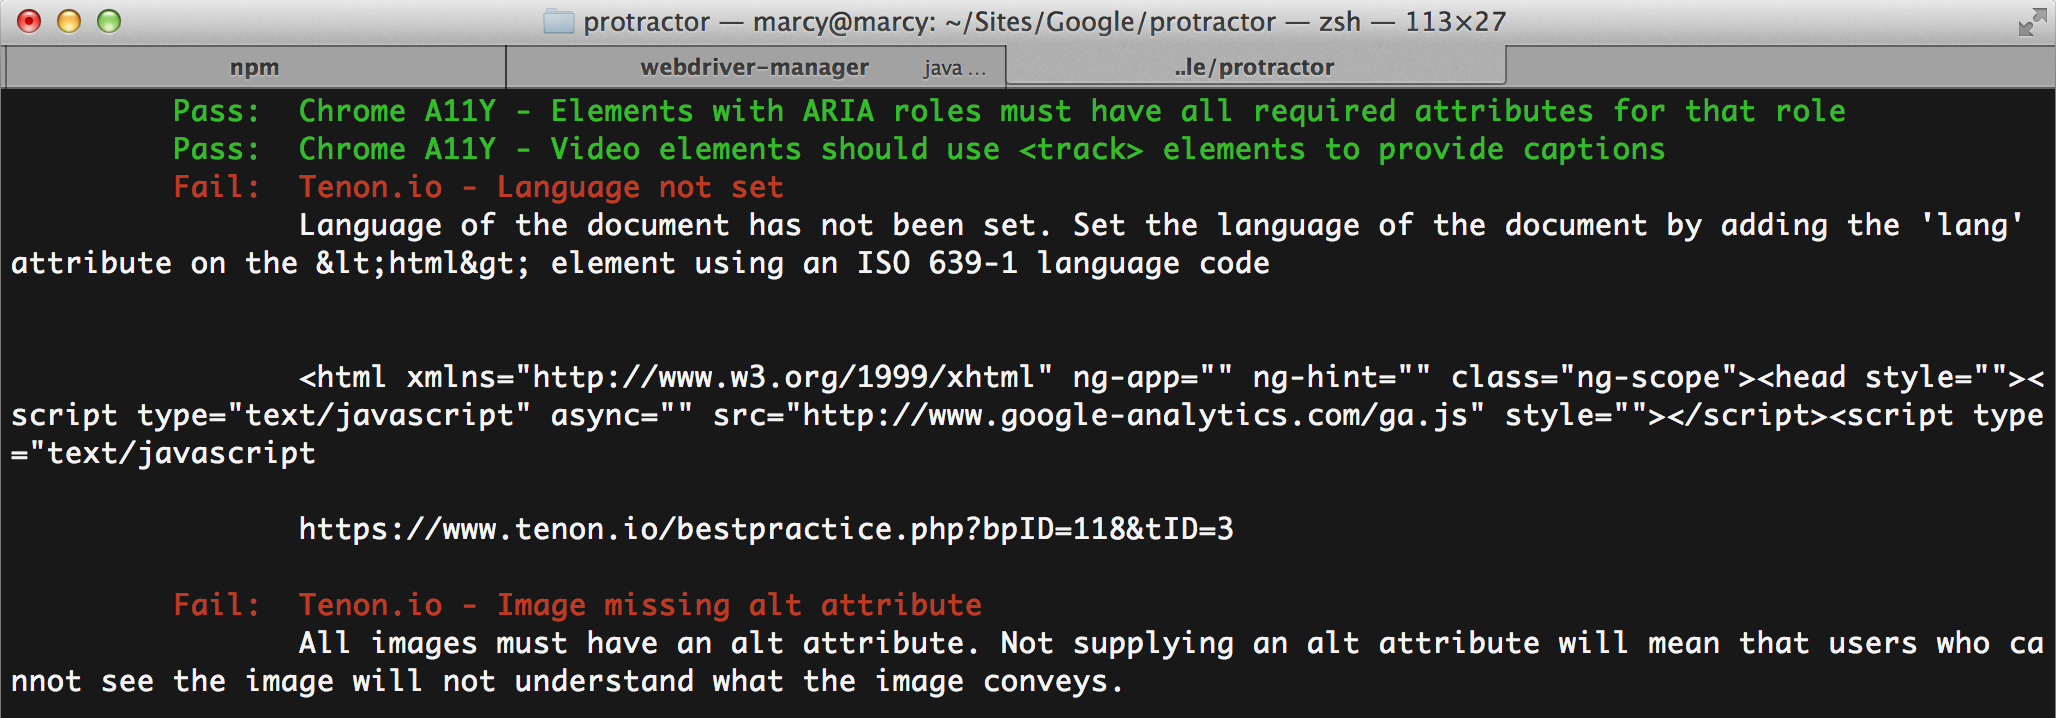 protractor — marcy@marcy: ~/Sites/Google/protractor — zsh — 113×27
npm webdriver-manager java ... ..le/protractor
Pass: Chrome A11Y - Elements with ARIA roles must have all required attributes for that role
Pass: Chrome A11Y - Video elements should use <track> elements to provide captions
Fail: Tenon.io - Language not set
Language of the document has not been set. Set the language of the document by adding the 'lang'
attribute on the &lt;html&gt; element using an ISO 639-1 language code
<html xmlns="http://www.w3.org/1999/xhtml" ng-app="" ng-hint="" class="ng-scope"><head style=""><
script type="text/javascript" async="" src="http://www.google-analytics.com/ga.js" style=""></script><script type
="text/javascript
https://www.tenon.io/bestpractice.php?bpID=118&tID=3
Fail: Tenon.io - Image missing alt attribute
All images must have an alt attribute. Not supplying an alt attribute will mean that users who ca
nnot see the image will not understand what the image conveys.